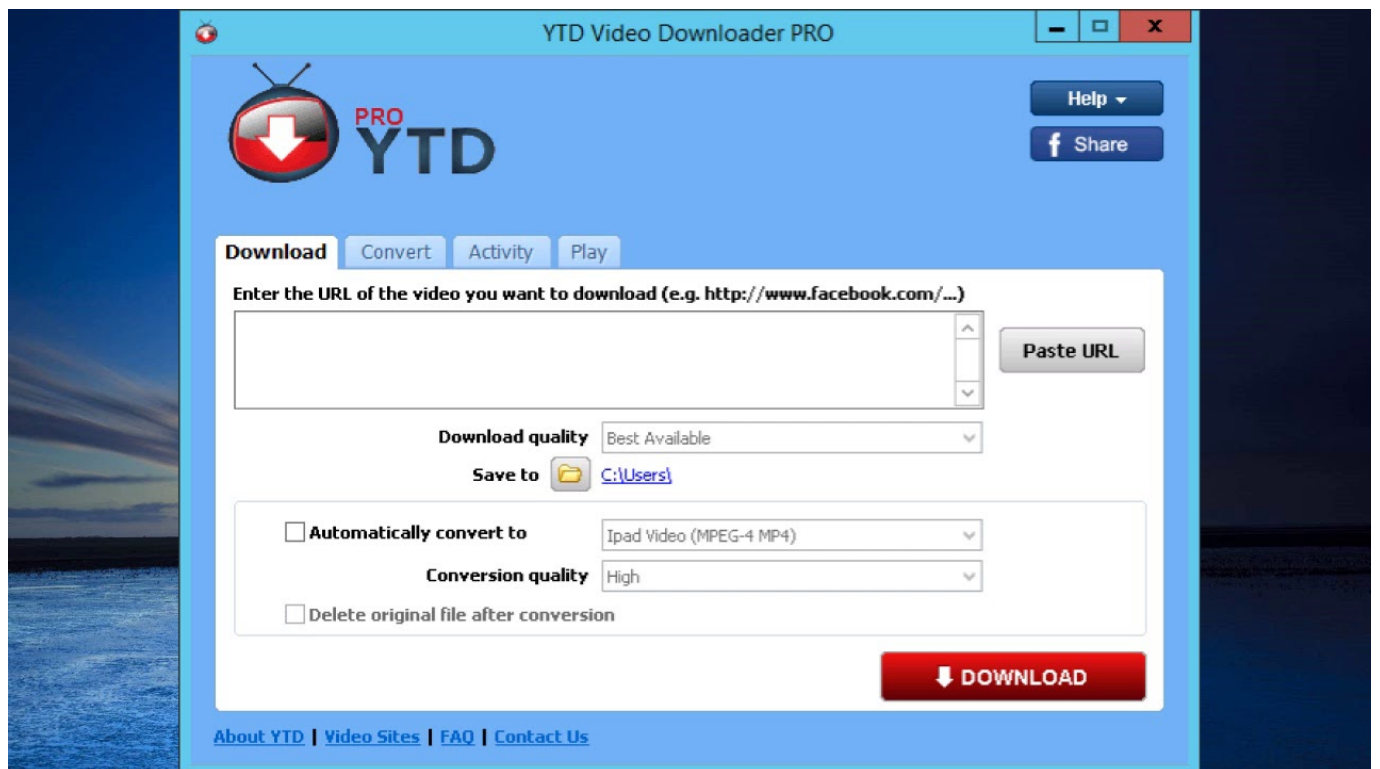 YTD Video Downloader PRO
x
PRO
YTD
Help
f Share
Download Convert Activity Play
Enter the URL of the video you want to download (e.g. http://www.facebook.com/...)
Paste URL
Download quality Best Available
Save to C:\Users\
Automatically convert to Ipad Video (MPEG-4 MP4)
Conversion quality High
Delete original file after conversion
DOWNLOAD
About YTD | Video Sites | FAQ | Contact Us